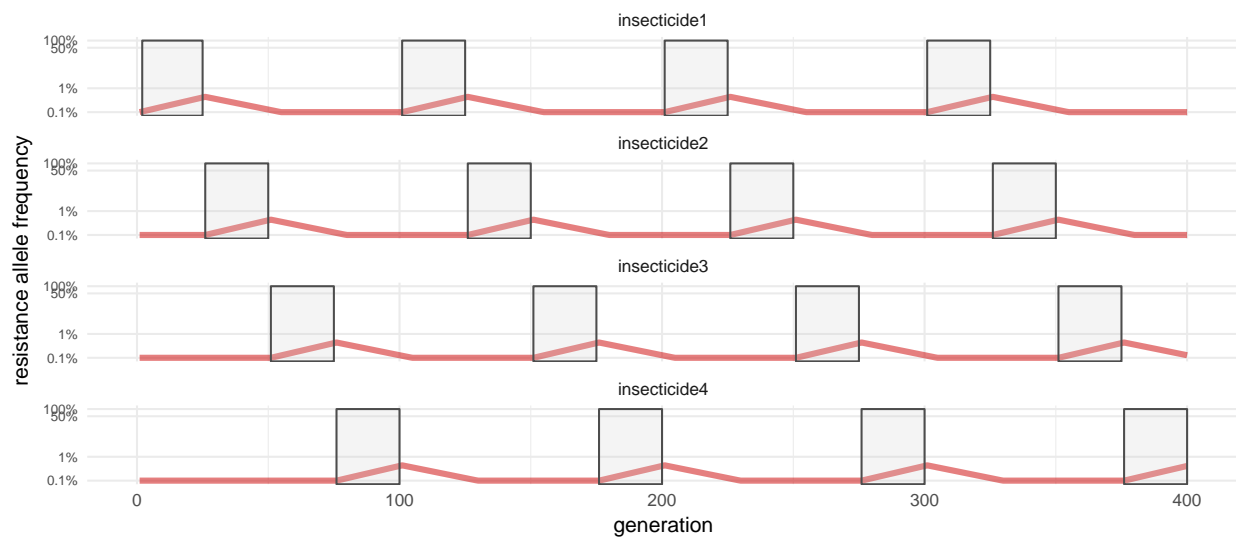 insecticide1
100%
50%
1%
0.1%
insecticide2
100%
50%
1%
0.1%
insecticide3
100%
50%
1%
0.1%
insecticide4
100%
50%
1%
0.1%
0 100 200 300 400
generation
resistance allele frequency